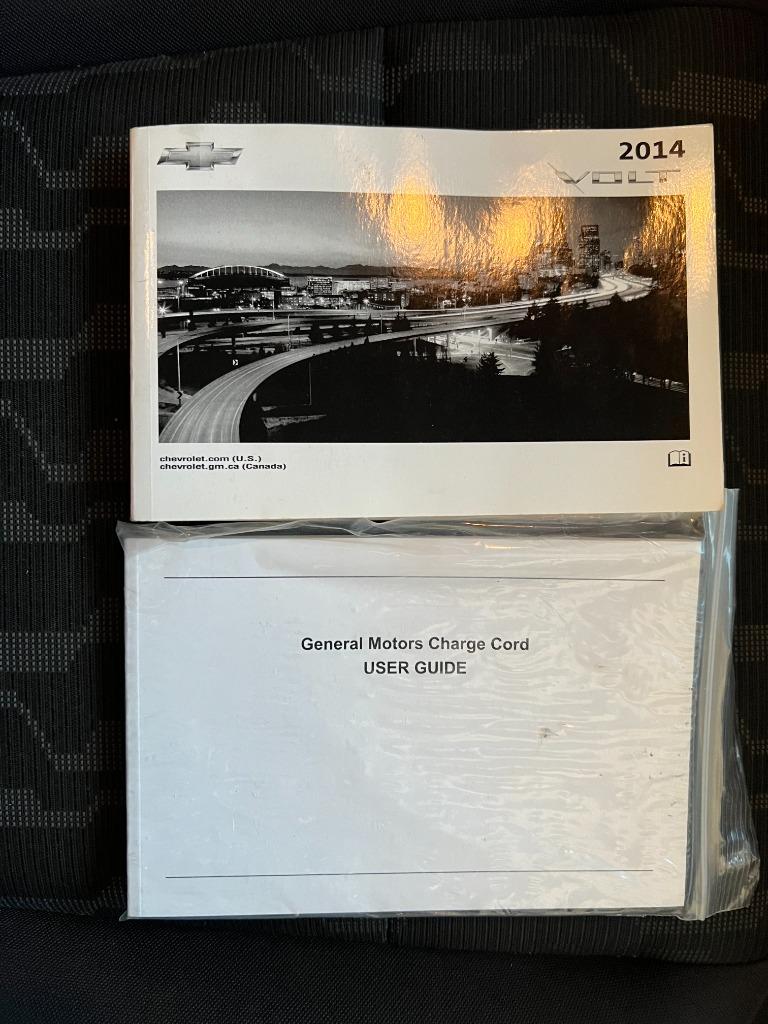 2014
VOLT
chevrolet.com (U.S.)
chevrolet.gm.ca (Canada)
i
General Motors Charge Cord
USER GUIDE